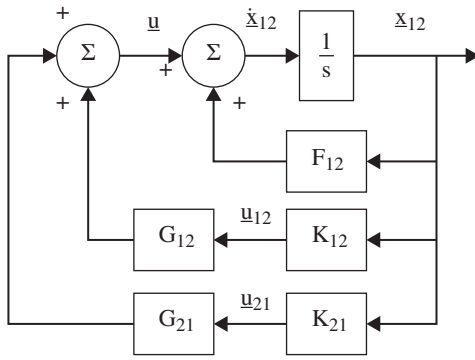 + u ẋ12 1 x12
Σ Σ
+ s
+ +
F12
u12
G12 K12
u21
G21 K21